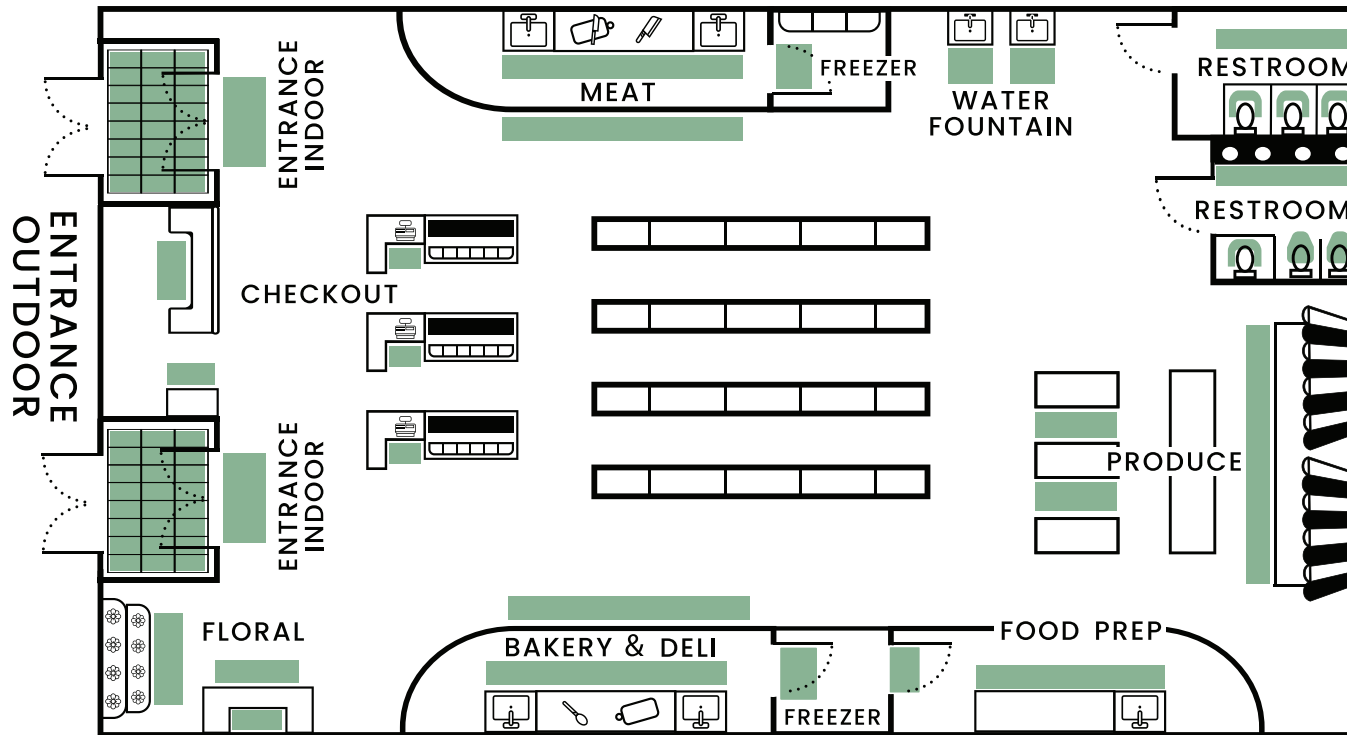 ENTRANCE
INDOOR
MEAT
FREEZER
WATER
FOUNTAIN
RESTROOM
RESTROOM
ENTRANCE
OUTDOOR
CHECKOUT
PRODUCE
ENTRANCE
INDOOR
FLORAL
BAKERY & DELI
FREEZER
FOOD PREP